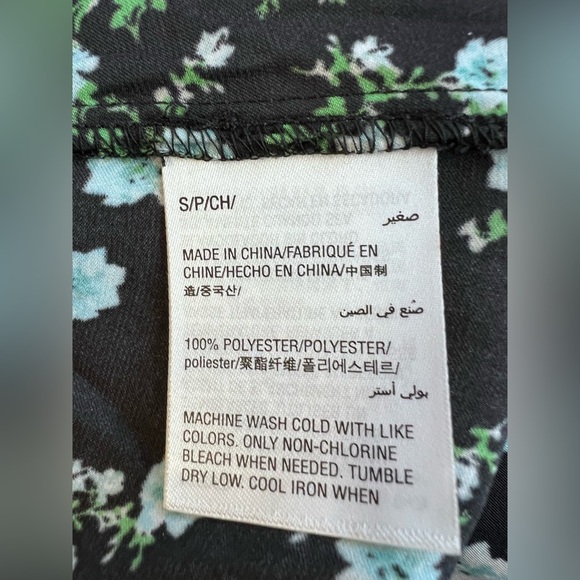 S/P/CH/
صغير
MADE IN CHINA/FABRIQUÉ EN
CHINE/HECHO EN CHINA/中国制
造/중국산/
صُنع في الصين
100% POLYESTER/POLYESTER/
poliester/聚酯纤维/폴리에스테르/
بولي أستر
MACHINE WASH COLD WITH LIKE
COLORS. ONLY NON-CHLORINE
BLEACH WHEN NEEDED. TUMBLE
DRY LOW. COOL IRON WHEN